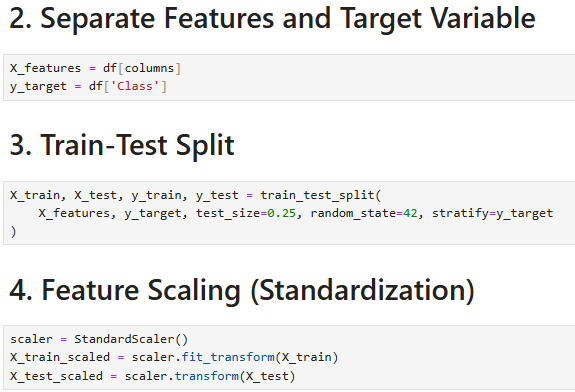 2. Separate Features and Target Variable
X_features = df[columns]
y_target = df['Class']
3. Train-Test Split
X_train, X_test, y_train, y_test = train_test_split(
    X_features, y_target, test_size=0.25, random_state=42, stratify=y_target
)
4. Feature Scaling (Standardization)
scaler = StandardScaler()
X_train_scaled = scaler.fit_transform(X_train)
X_test_scaled = scaler.transform(X_test)